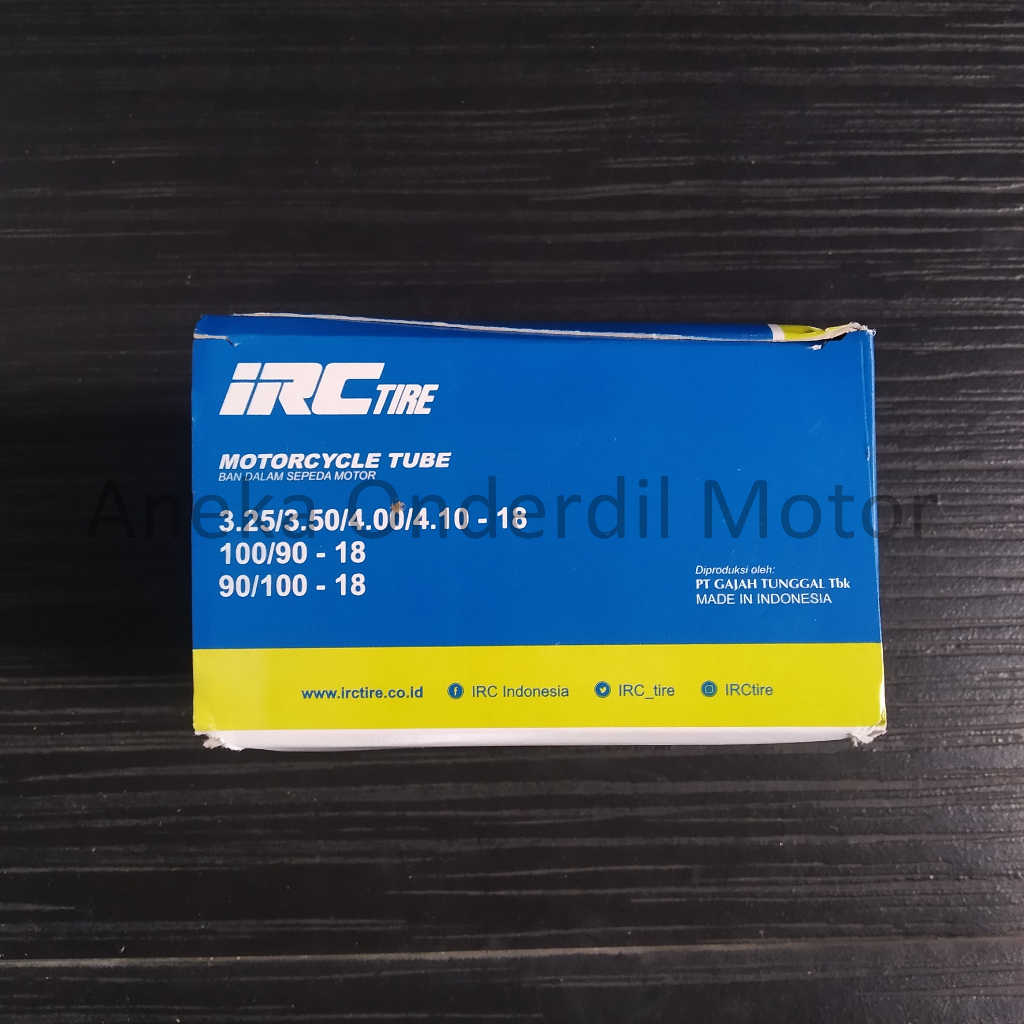 IRC TIRE
MOTORCYCLE TUBE
BAN DALAM SEPEDA MOTOR
Aneka Onderdil Motor
3.25/3.50/4.00/4.10 - 18
100/90 - 18
90/100 - 18
Diproduksi oleh:
PT GAJAH TUNGGAL Tbk
MADE IN INDONESIA
www.irctire.co.id IRC Indonesia IRC_tire IRCtire